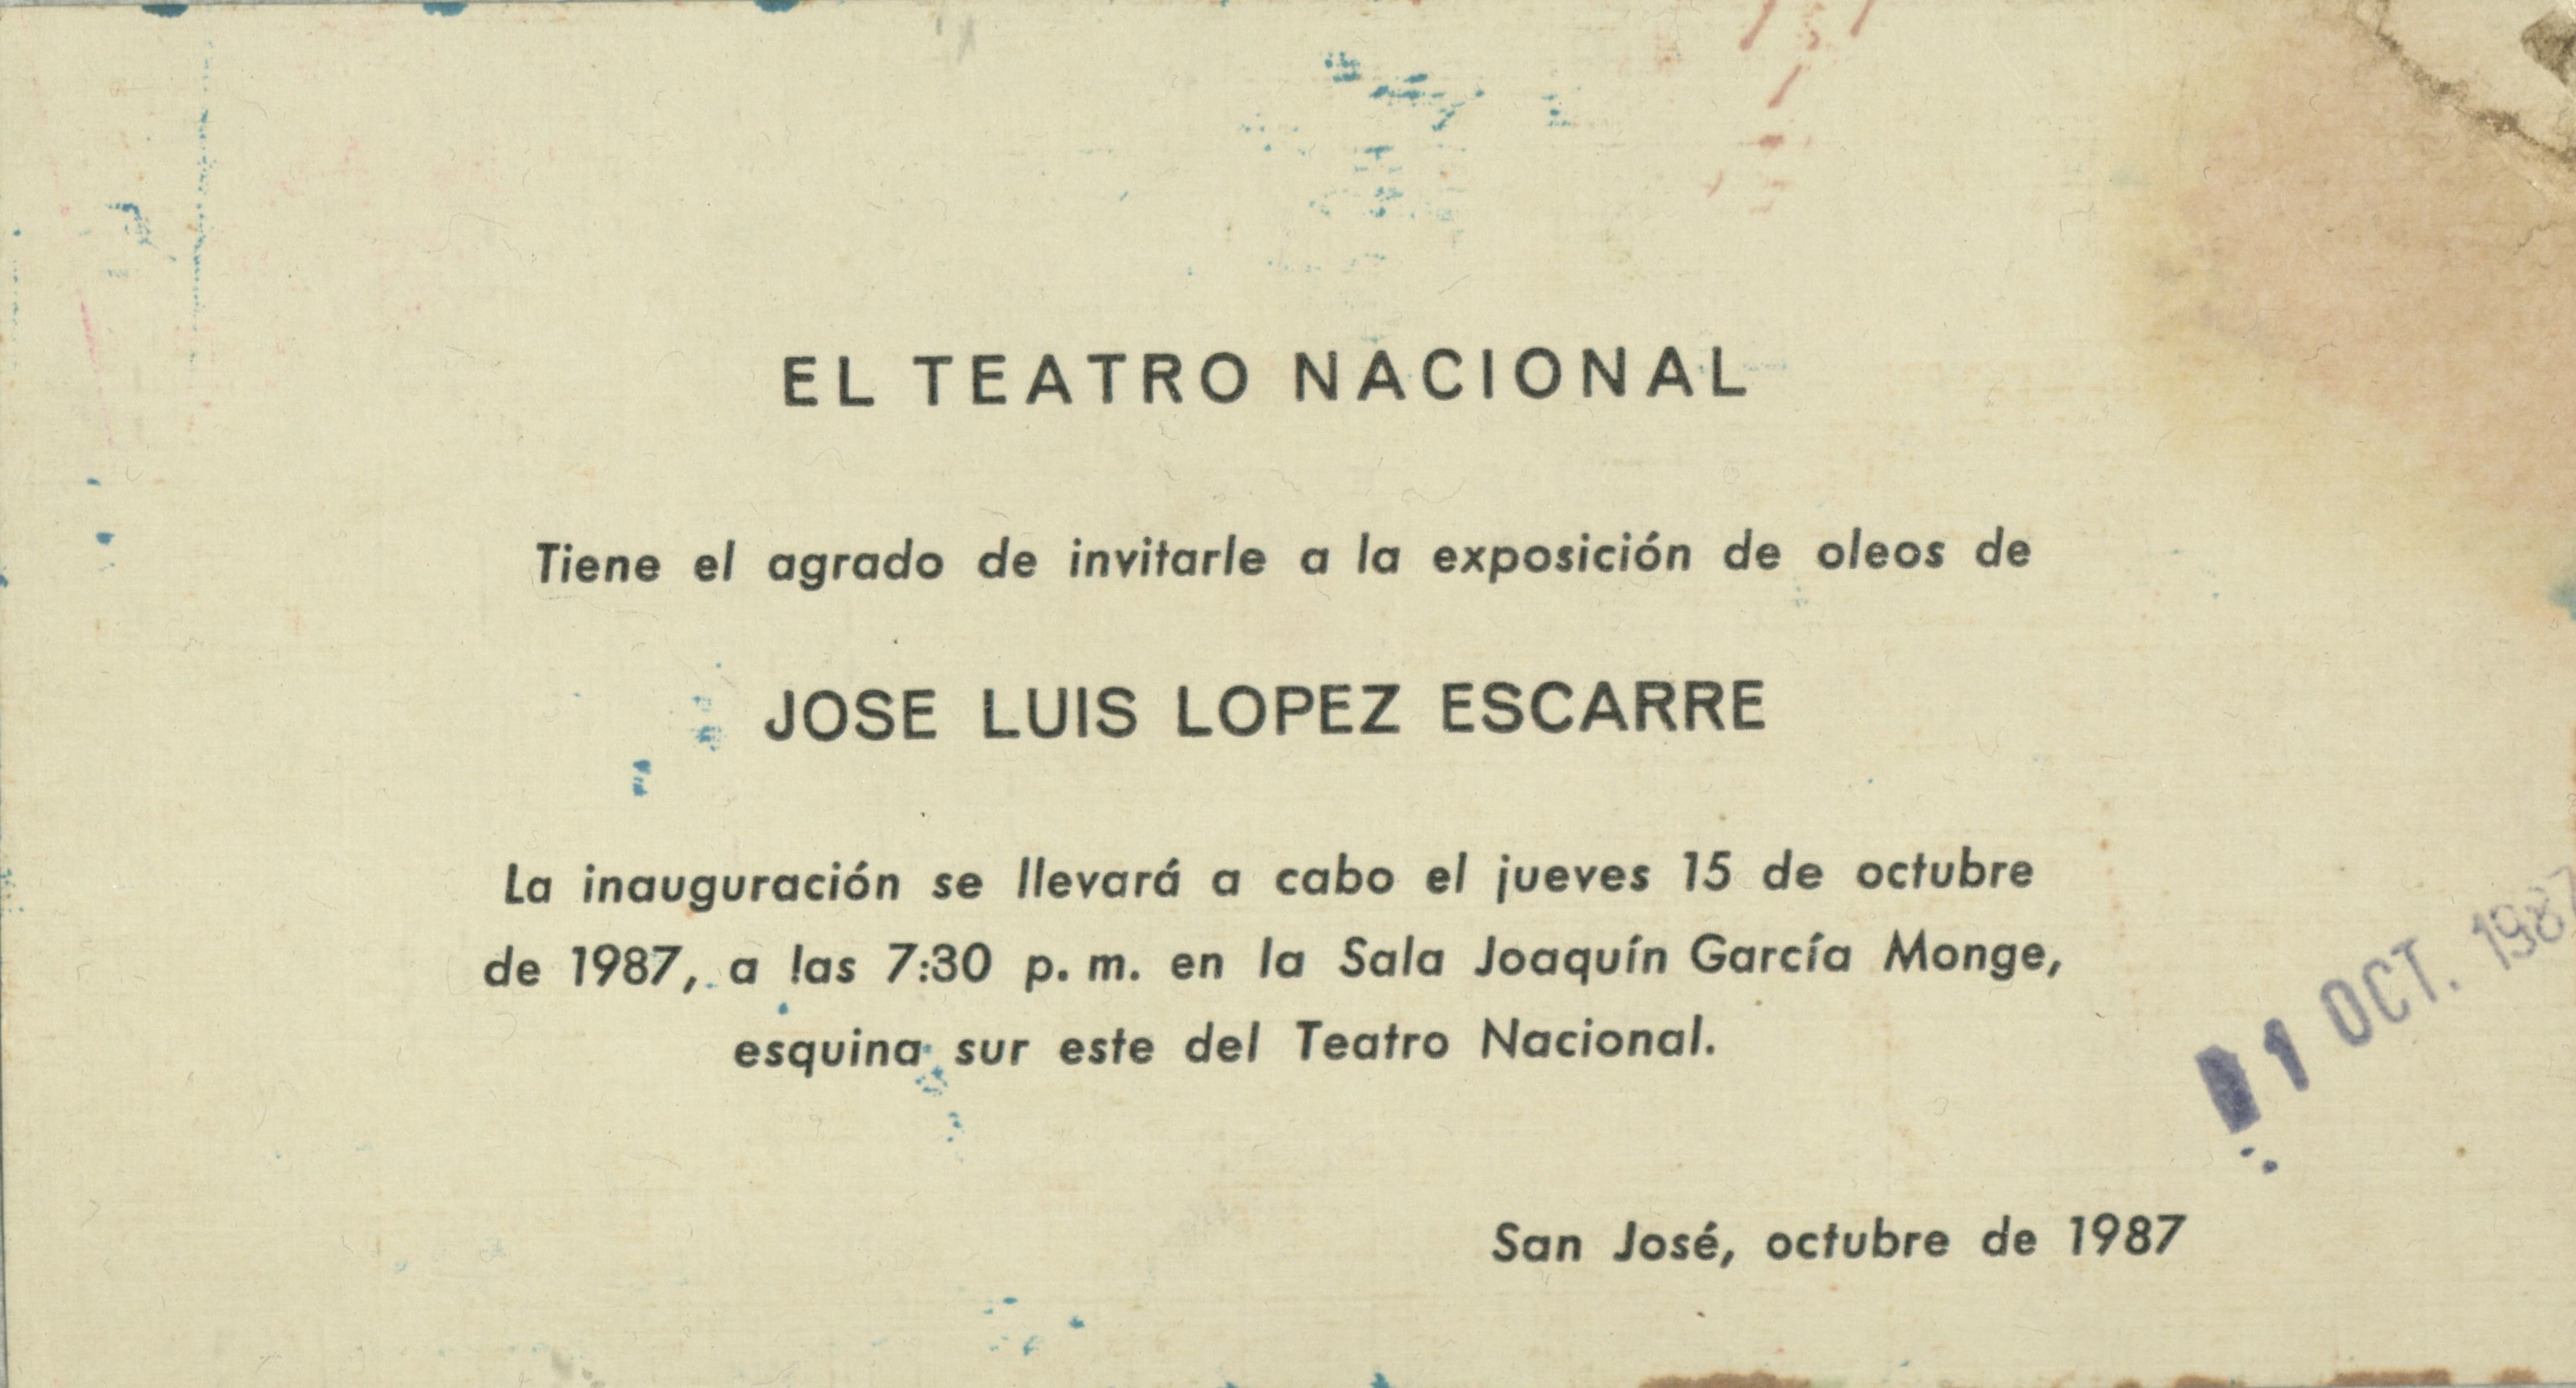 EL TEATRO NACIONAL
Tiene el agrado de invitarle a la exposición de oleos de
JOSE LUIS LOPEZ ESCARRE
La inauguración se llevará a cabo el jueves 15 de octubre
de 1987, a las 7:30 p. m. en la Sala Joaquín García Monge,
esquina sur este del Teatro Nacional.
1 OCT. 1987
San José, octubre de 1987